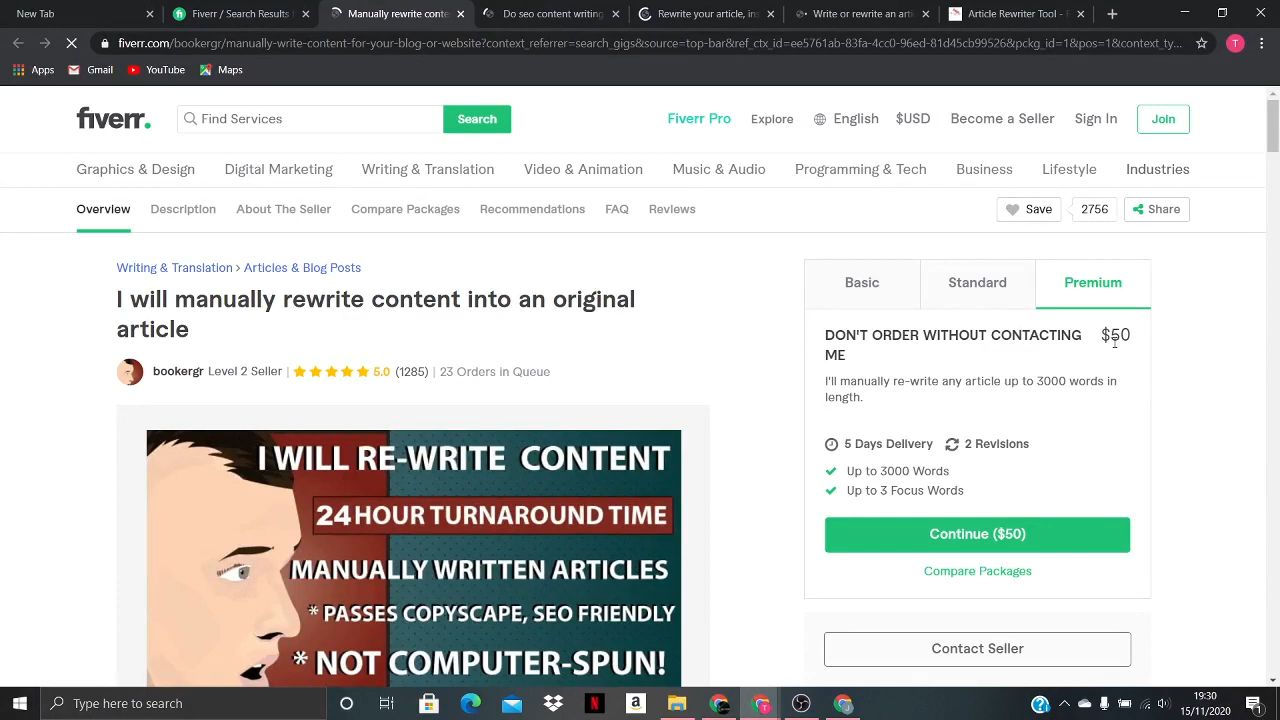 New Tab
Fiverr / Search Results
Manually rewrite conte
Do seo content writing
Rewrite your article, ins
Write or rewrite an arti
Article Rewriter Tool - F
fiverr.com/bookergr/manually-write-content-for-your-blog-or-website?context_referrer=search_gigs&source=top-bar&ref_ctx_id=ee5761ab-83fa-4cc0-96ed-81d45cb99526&pckg_id=1&pos=1&context_ty...
T
Apps
Gmail
YouTube
Maps
fiverr.
Find Services
Search
Fiverr Pro
Explore
English
$USD
Become a Seller
Sign In
Join
Graphics & Design
Digital Marketing
Writing & Translation
Video & Animation
Music & Audio
Programming & Tech
Business
Lifestyle
Industries
Overview
Description
About The Seller
Compare Packages
Recommendations
FAQ
Reviews
Save
2756
Share
Writing & Translation > Articles & Blog Posts
I will manually rewrite content into an original
article
bookergr Level 2 Seller | 5.0 (1285) | 23 Orders in Queue
I WILL RE-WRITE CONTENT
24 HOUR TURNAROUND TIME
MANUALLY WRITTEN ARTICLES
* PASSES COPYSCAPE, SEO FRIENDLY
* NOT COMPUTER-SPUN!
Basic
Standard
Premium
DON'T ORDER WITHOUT CONTACTING
ME
$50
I'll manually re-write any article up to 3000 words in
length.
5 Days Delivery
2 Revisions
Up to 3000 Words
Up to 3 Focus Words
Continue ($50)
Compare Packages
Contact Seller
Type here to search
19:30
15/11/2020